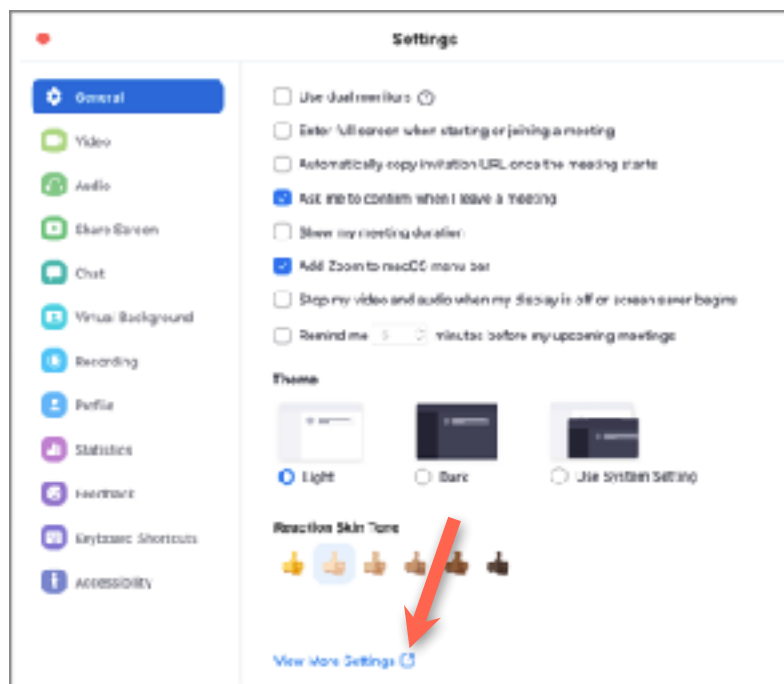 Settings
General
Video
Audio
Share Screen
Chat
Virtual Background
Recording
Profile
Statistics
Feedback
Keyboard Shortcuts
Accessibility
Use dual monitors
Enter full screen when starting or joining a meeting
Automatically copy invitation URL once the meeting starts
Ask me to confirm when I leave a meeting
Show my meeting duration
Add Zoom to macOS menu bar
Stop my video and audio when my display is off or screen saver begins
Remind me 5 minutes before my upcoming meetings
Theme
Light
Dark
Use System Setting
Reaction Skin Tone
View More Settings